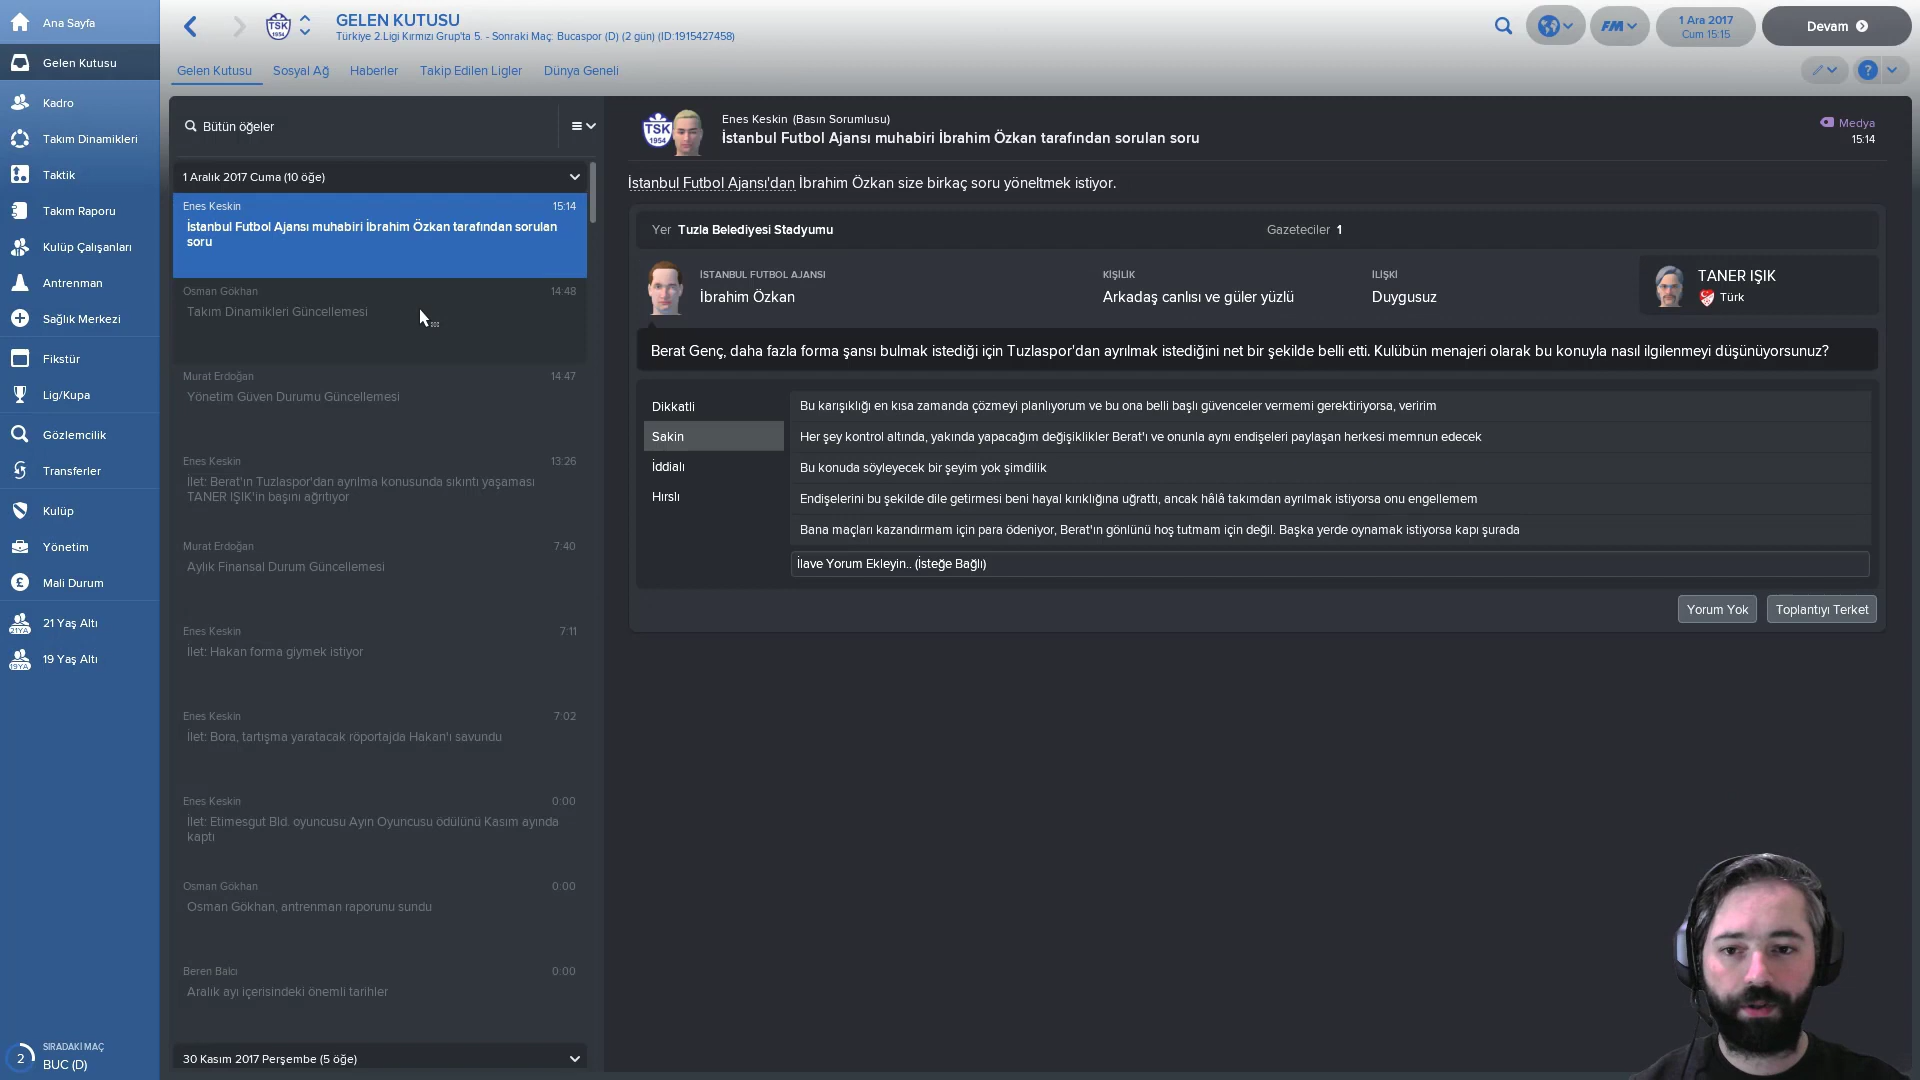 Ana Sayfa
Gelen Kutusu
Kadro
Takım Dinamikleri
Taktik
Takım Raporu
Kulüp Çalışanları
Antrenman
Sağlık Merkezi
Fikstür
Lig/Kupa
Gözlemcilik
Transferler
Kulüp
Yönetim
Mali Durum
21YA
21 Yaş Altı
19YA
19 Yaş Altı
2
SIRADAKİ MAÇ
BUC (D)
TSK
1954
GELEN KUTUSU
Türkiye 2.Ligi Kırmızı Grup'ta 5. - Sonraki Maç: Bucaspor (D) (2 gün) (ID:1915427458)
FM
1 Ara 2017
Cum 15:15
Devam
Gelen Kutusu
Sosyal Ağ
Haberler
Takip Edilen Ligler
Dünya Geneli
?
Bütün öğeler
1 Aralık 2017 Cuma (10 öğe)
Enes Keskin 15:14
İstanbul Futbol Ajansı muhabiri İbrahim Özkan tarafından sorulan
soru
Osman Gökhan 14:48
Takım Dinamikleri Güncellemesi
Murat Erdoğan 14:47
Yönetim Güven Durumu Güncellemesi
Enes Keskin 13:26
İlet: Berat'ın Tuzlaspor'dan ayrılma konusunda sıkıntı yaşaması
TANER IŞIK'in başını ağrıtıyor
Murat Erdoğan 7:40
Aylık Finansal Durum Güncellemesi
Enes Keskin 7:11
İlet: Hakan forma giymek istiyor
Enes Keskin 7:02
İlet: Bora, tartışma yaratacak röportajda Hakan'ı savundu
Enes Keskin 0:00
İlet: Etimesgut Bld. oyuncusu Ayın Oyuncusu ödülünü Kasım ayında
kaptı
Osman Gökhan 0:00
Osman Gökhan, antrenman raporunu sundu
Beren Balcı 0:00
Aralık ayı içerisindeki önemli tarihler
30 Kasım 2017 Perşembe (5 öğe)
TSK
1954
Enes Keskin (Basın Sorumlusu)
İstanbul Futbol Ajansı muhabiri İbrahim Özkan tarafından sorulan soru
Medya
15:14
İstanbul Futbol Ajansı'dan İbrahim Özkan size birkaç soru yöneltmek istiyor.
Yer Tuzla Belediyesi Stadyumu
Gazeteciler 1
İSTANBUL FUTBOL AJANSI
İbrahim Özkan
KİŞİLİK
Arkadaş canlısı ve güler yüzlü
İLİŞKİ
Duygusuz
TANER IŞIK
Türk
Berat Genç, daha fazla forma şansı bulmak istediği için Tuzlaspor'dan ayrılmak istediğini net bir şekilde belli etti. Kulübün menajeri olarak bu konuyla nasıl ilgilenmeyi düşünüyorsunuz?
Dikkatli
Sakin
İddialı
Hırslı
Bu karışıklığı en kısa zamanda çözmeyi planlıyorum ve bu ona belli başlı güvenceler vermemi gerektiriyorsa, veririm
Her şey kontrol altında, yakında yapacağım değişiklikler Berat'ı ve onunla aynı endişeleri paylaşan herkesi memnun edecek
Bu konuda söyleyecek bir şeyim yok şimdilik
Endişelerini bu şekilde dile getirmesi beni hayal kırıklığına uğrattı, ancak hâlâ takımdan ayrılmak istiyorsa onu engellemem
Bana maçları kazandırmam için para ödeniyor, Berat'ın gönlünü hoş tutmam için değil. Başka yerde oynamak istiyorsa kapı şurada
İlave Yorum Ekleyin.. (İsteğe Bağlı)
Yorum Yok
Toplantıyı Terket